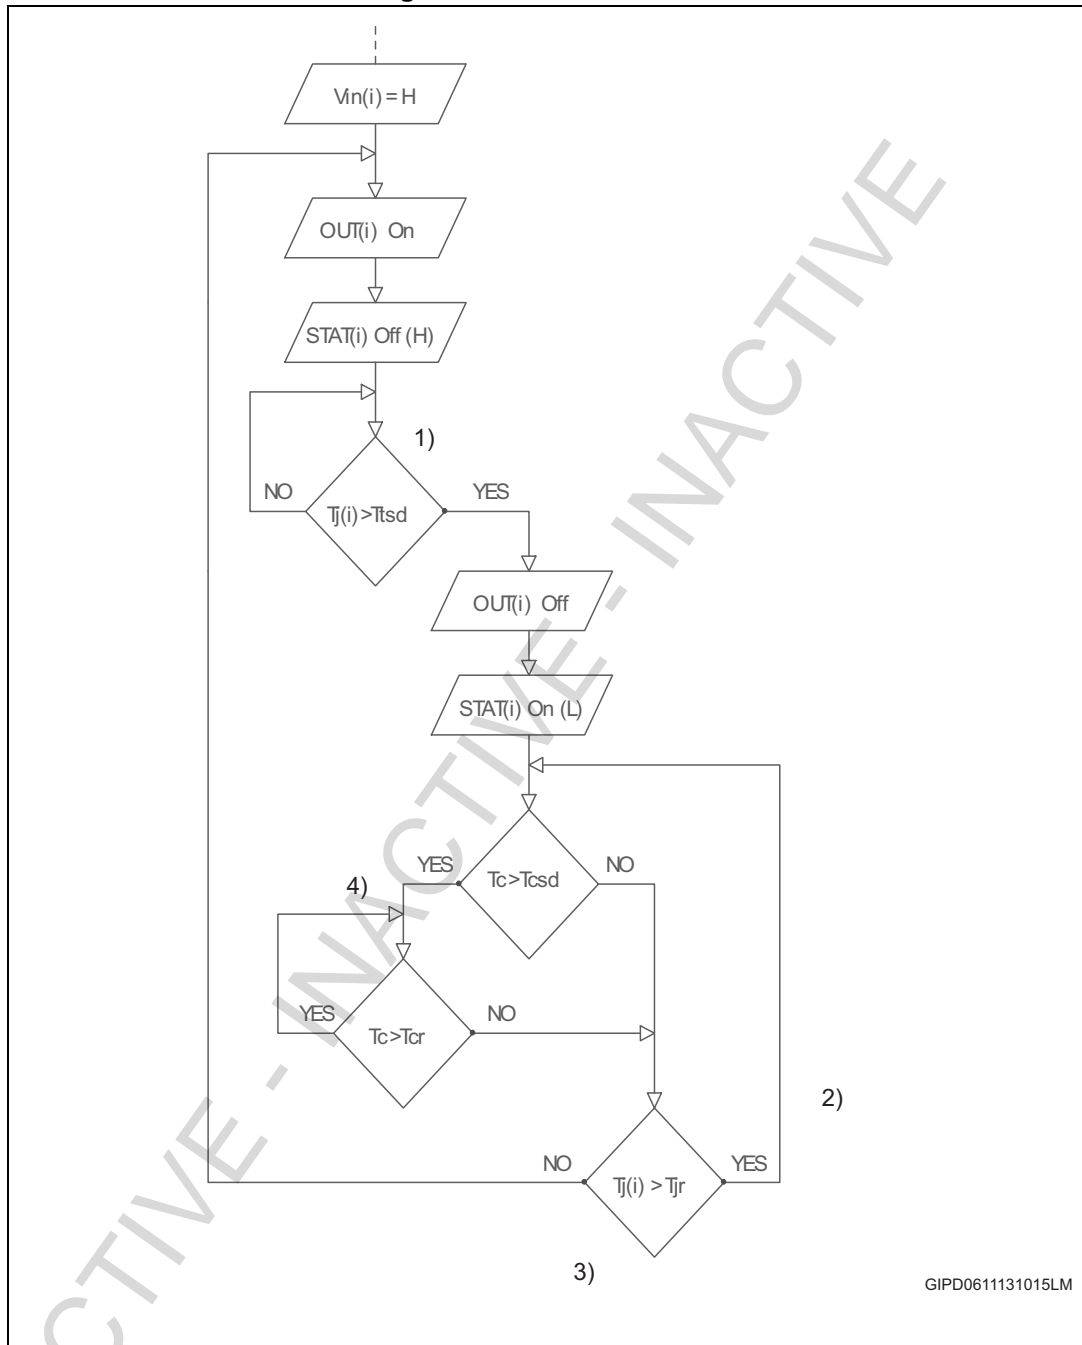 Vin(i) = H
OUT(i) On
STAT(i) Off (H)
1)
NO
YES
Tj(i) >Ttsd
OUT(i) Off
STAT(i) On (L)
YES
NO
Tc>Tcsd
4)
YES
NO
Tc>Tcr
2)
NO
YES
Tj(i) > Tjr
3)
GIPD0611131015LM
CTIVE - INACTIVE - INACTIVE